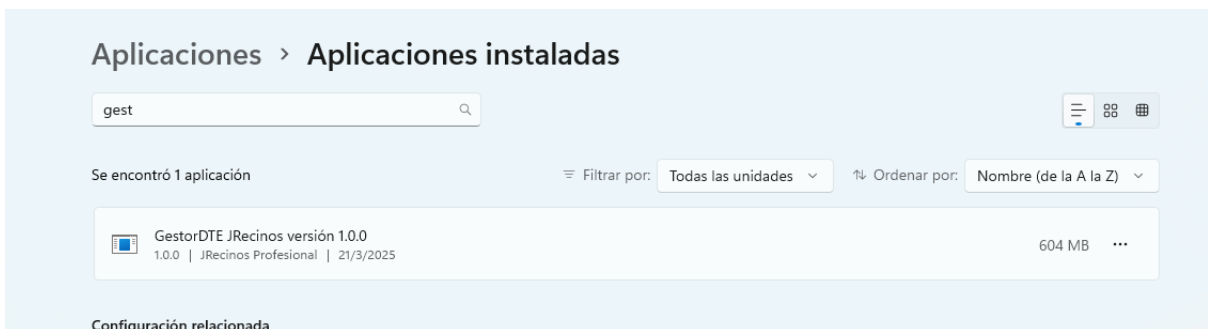 Aplicaciones > Aplicaciones instaladas
gest
Se encontró 1 aplicación
Filtrar por: Todas las unidades
Ordenar por: Nombre (de la A la Z)
GestorDTE JRecinos versión 1.0.0
1.0.0 | JRecinos Profesional | 21/3/2025
604 MB
Configuración relacionada